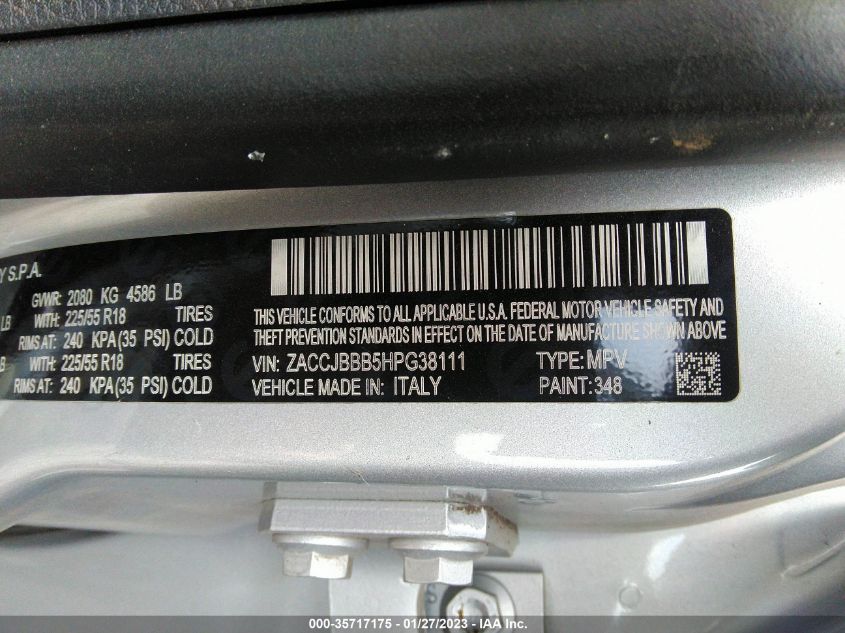 Y S.P.A.
GVWR: 2080 KG 4586 LB
LB WITH: 225/55 R18 TIRES
RIMS AT: 240 KPA(35 PSI) COLD
LB WITH: 225/55 R18 TIRES
RIMS AT: 240 KPA(35 PSI) COLD
THIS VEHICLE CONFORMS TO ALL APPLICABLE U.S.A. FEDERAL MOTOR VEHICLE SAFETY AND
THEFT PREVENTION STANDARDS IN EFFECT ON THE DATE OF MANUFACTURE SHOWN ABOVE
VIN: ZACCJBBB5HPG38111 TYPE: MPV
VEHICLE MADE IN: ITALY PAINT: 348
S
000-35717175 - 01/27/2023 - IAA Inc.